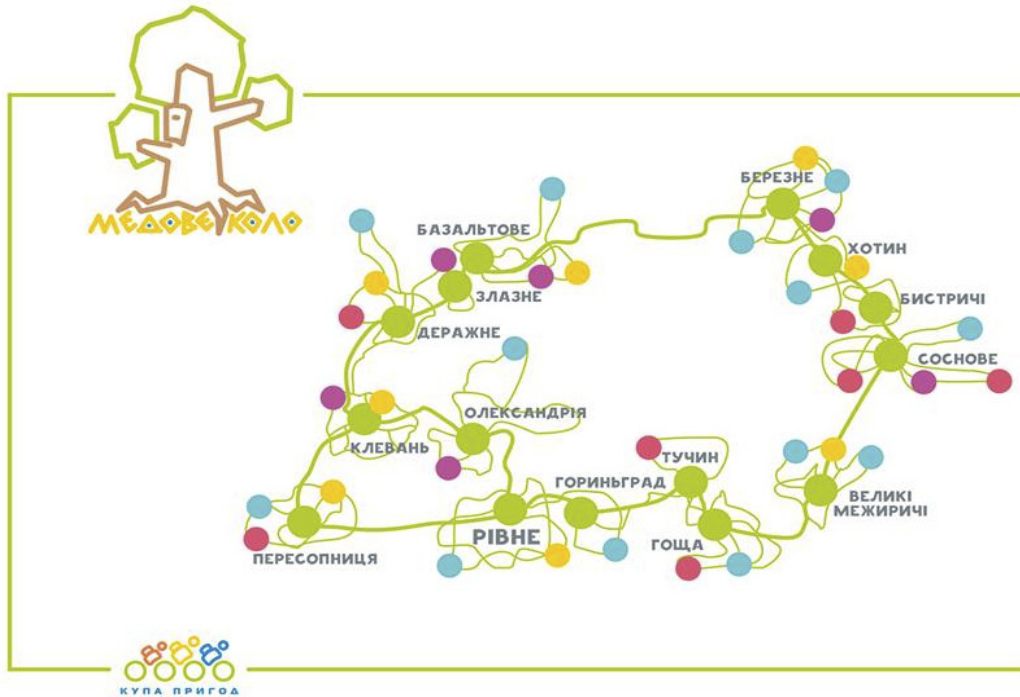 МЕДОВЕ КОЛО
БЕРЕЗНЕ
БАЗАЛЬТОВЕ
ХОТИН
ЗЛАЗНЕ
БИСТРИЧІ
ДЕРАЖНЕ
СОСНОВЕ
ОЛЕКСАНДРІЯ
КЛЕВАНЬ
ТУЧИН
ГОРИНЬГРАД
ВЕЛИКІ
МЕЖИРИЧІ
РІВНЕ
ГОЩА
ПЕРЕСОПНИЦЯ
КУПА ПРИГОД